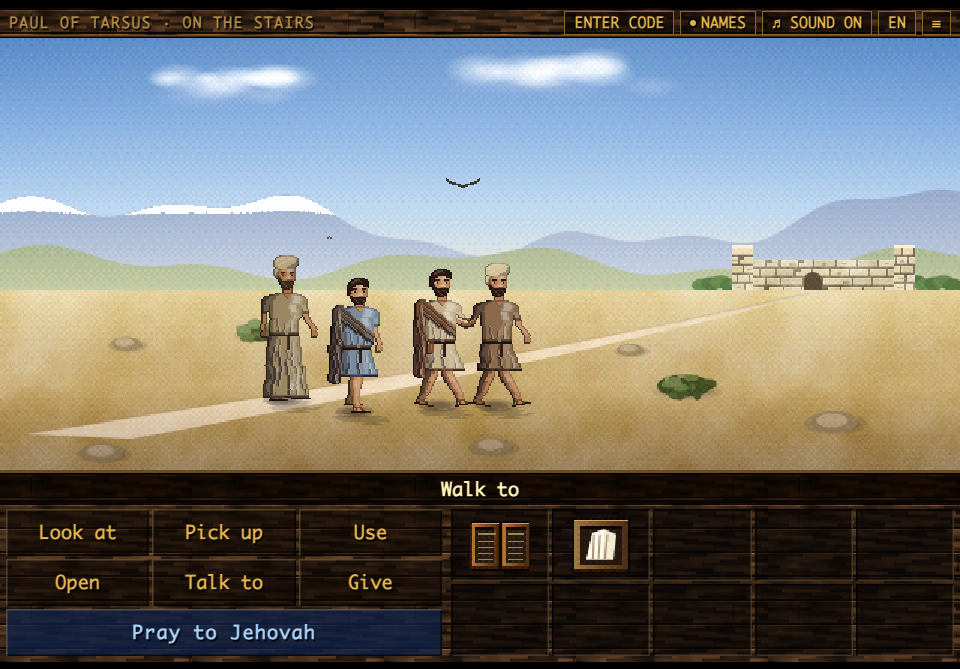 PAUL OF TARSUS · ON THE STAIRS
ENTER CODE
• NAMES
♬ SOUND ON
EN
≡
Walk to
Look at
Pick up
Use
Open
Talk to
Give
Pray to Jehovah